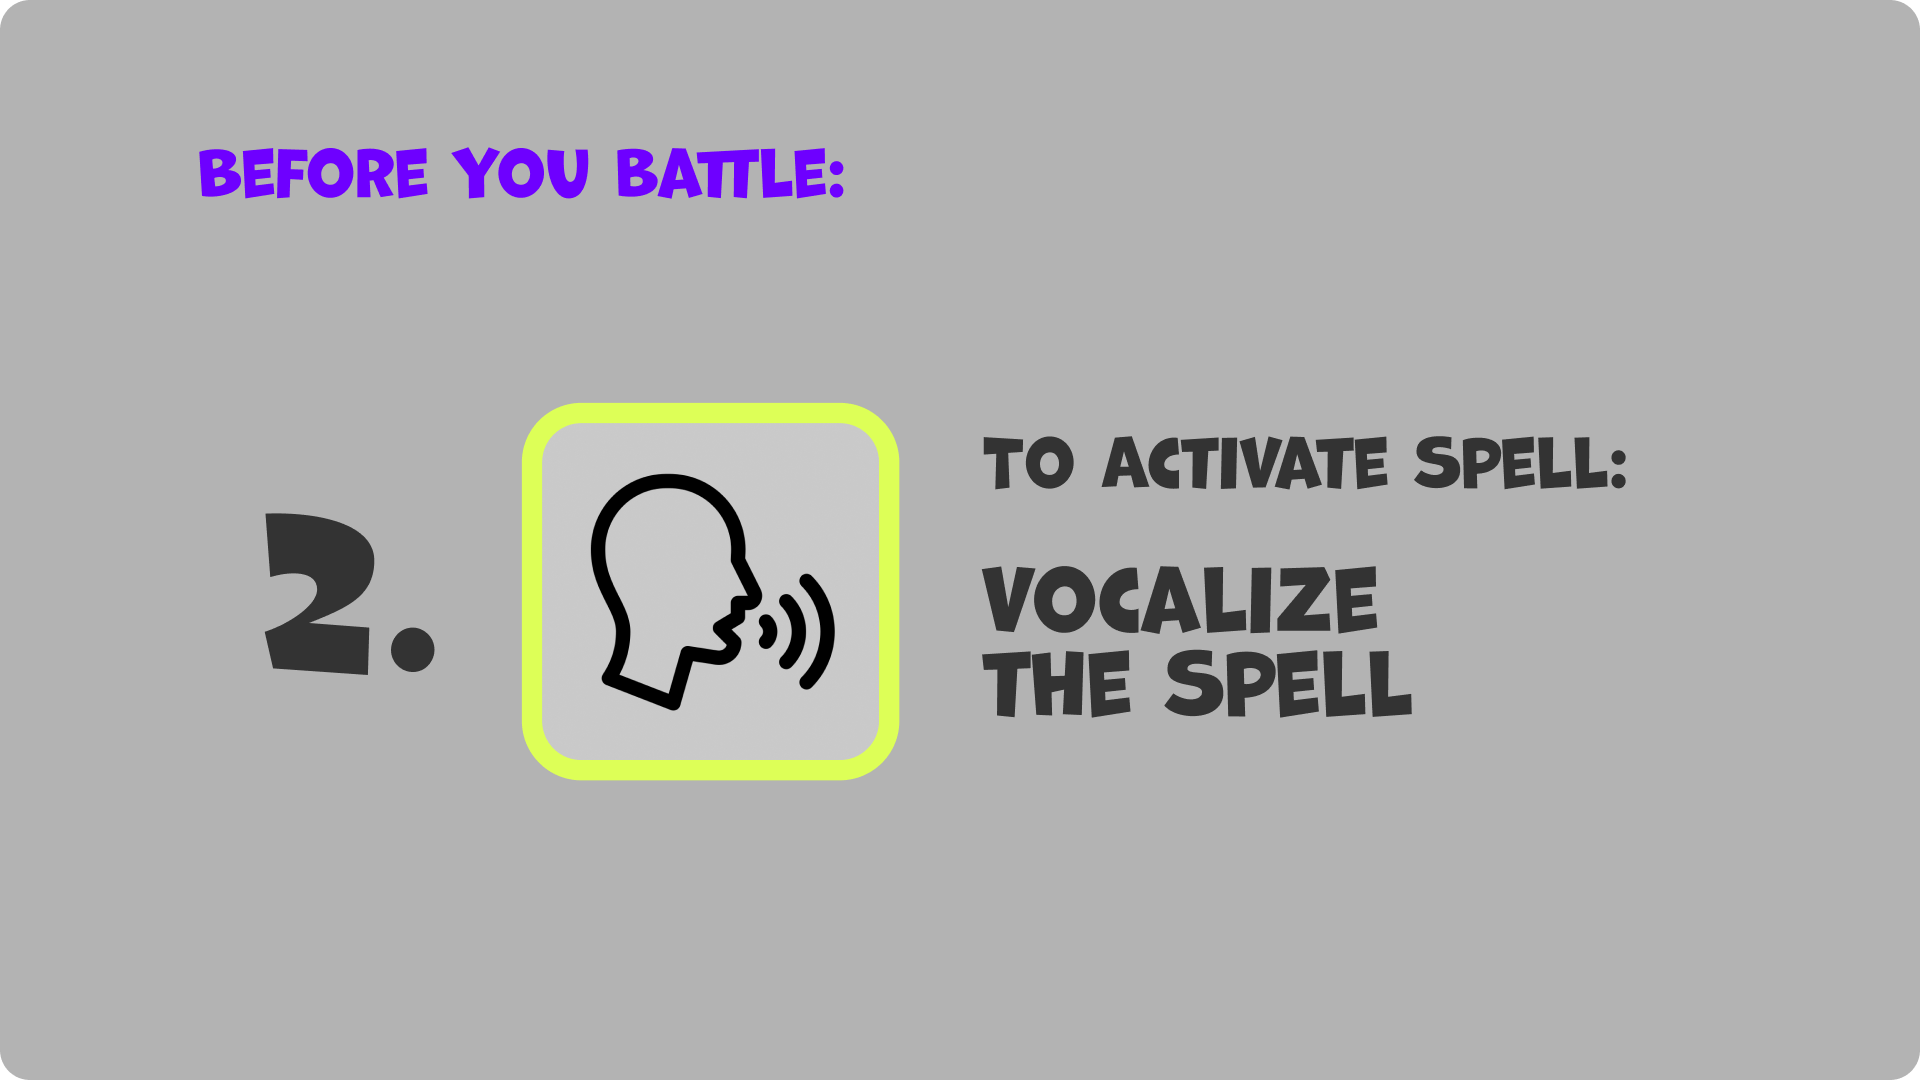 BEFORE YOU BATTLE:
2.
TO ACTIVATE SPELL:
VOCALIZE
THE SPELL